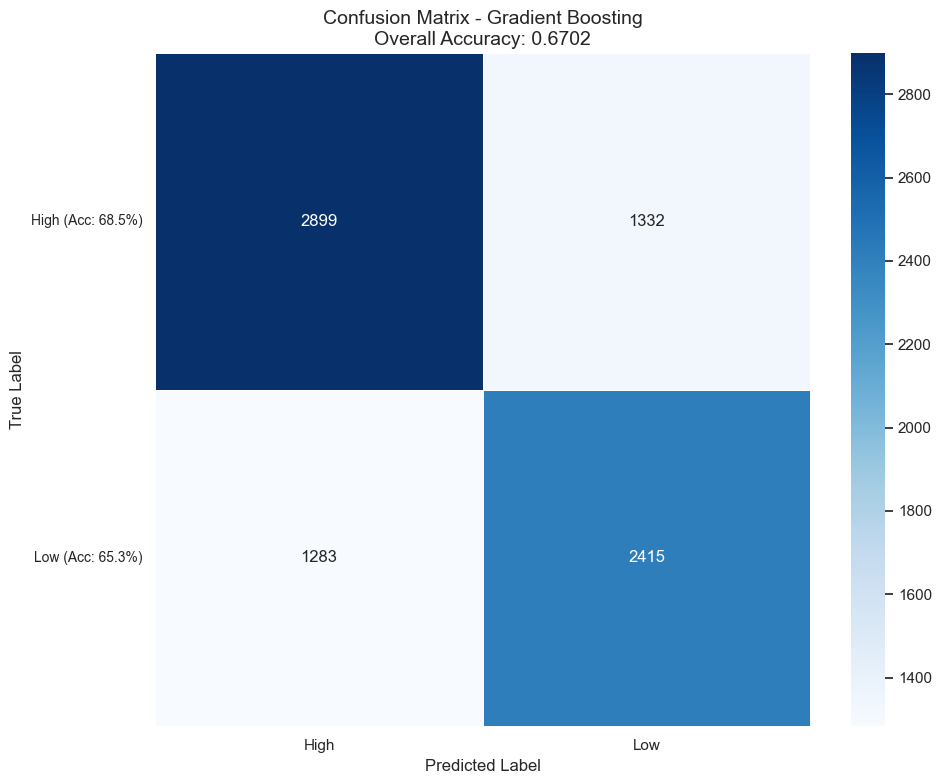 Confusion Matrix - Gradient Boosting
Overall Accuracy: 0.6702
True Label
High (Acc: 68.5%)
2899
1332
Low (Acc: 65.3%)
1283
2415
High
Low
Predicted Label
2800
2600
2400
2200
2000
1800
1600
1400